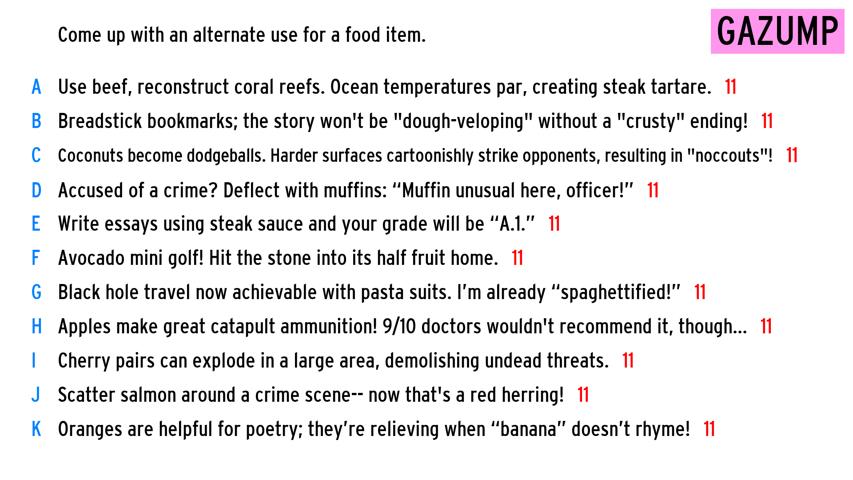 Come up with an alternate use for a food item.
GAZUMP
A Use beef, reconstruct coral reefs. Ocean temperatures par, creating steak tartare. 11
B Breadstick bookmarks; the story won't be "dough-veloping" without a "crusty" ending! 11
C Coconuts become dodgeballs. Harder surfaces cartoonishly strike opponents, resulting in "noccouts"! 11
D Accused of a crime? Deflect with muffins: “Muffin unusual here, officer!” 11
E Write essays using steak sauce and your grade will be “A.1.” 11
F Avocado mini golf! Hit the stone into its half fruit home. 11
G Black hole travel now achievable with pasta suits. I’m already “spaghettified!” 11
H Apples make great catapult ammunition! 9/10 doctors wouldn't recommend it, though... 11
I Cherry pairs can explode in a large area, demolishing undead threats. 11
J Scatter salmon around a crime scene-- now that's a red herring! 11
K Oranges are helpful for poetry; they’re relieving when “banana” doesn’t rhyme! 11